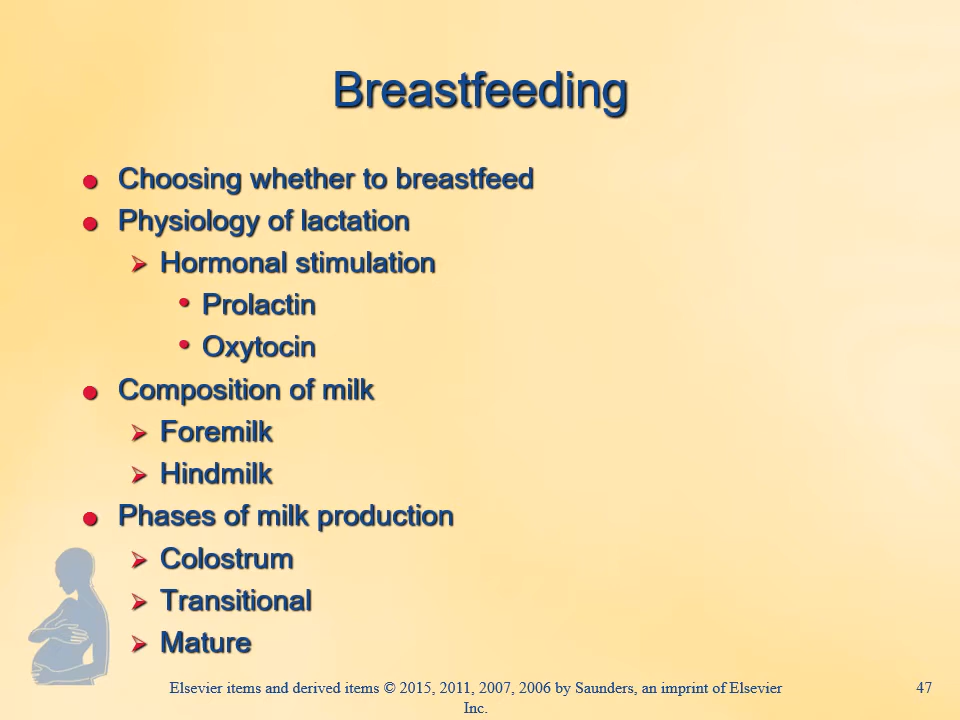 Breastfeeding
● Choosing whether to breastfeed
● Physiology of lactation
➢ Hormonal stimulation
• Prolactin
• Oxytocin
● Composition of milk
➢ Foremilk
➢ Hindmilk
● Phases of milk production
➢ Colostrum
➢ Transitional
➢ Mature
Elsevier items and derived items © 2015, 2011, 2007, 2006 by Saunders, an imprint of Elsevier
Inc.
47